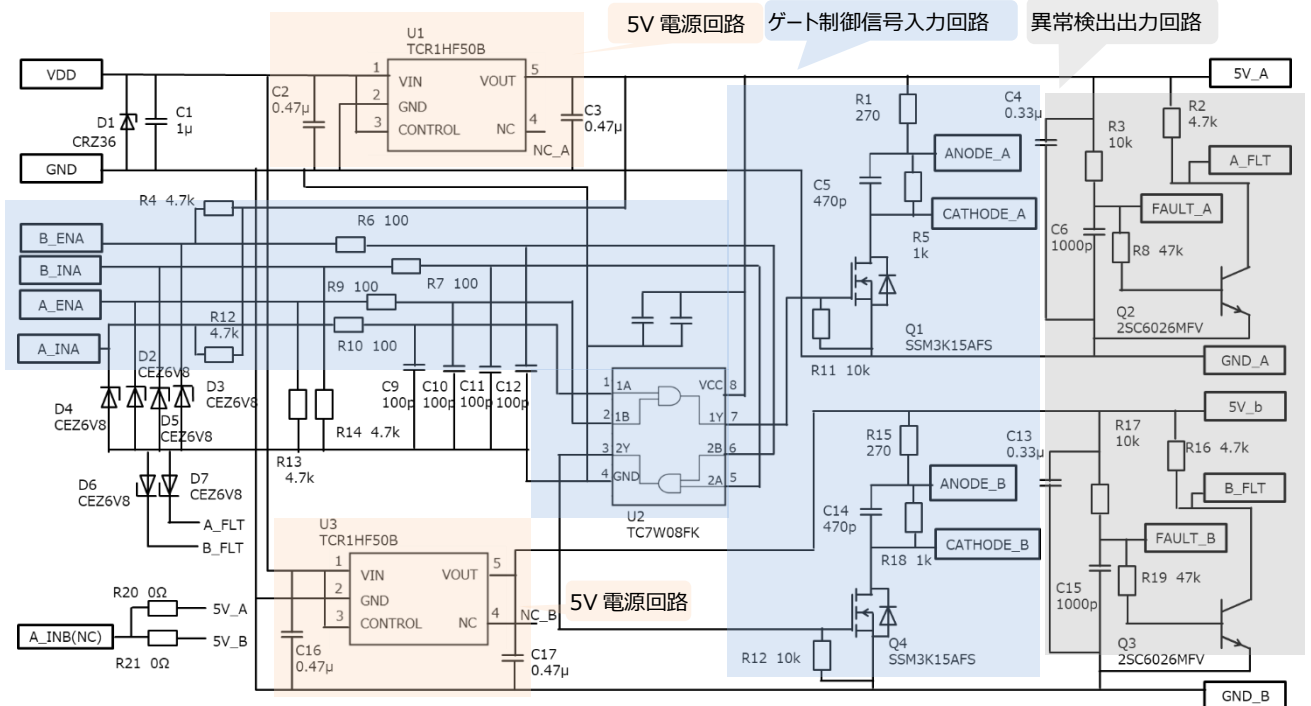 5V 電源回路
ゲート制御信号入力回路
異常検出出力回路
U1
TCR1HF50B
VDD
1
VIN
VOUT
5
2
GND
3
CONTROL
NC
4
NC_A
C2
0.47µ
C3
0.47µ
D1
CRZ36
C1
1µ
GND
5V_A
R1
270
C4
0.33µ
R2
4.7k
R3
10k
ANODE_A
A_FLT
C5
470p
CATHODE_A
R5
1k
FAULT_A
C6
1000p
R8 47k
Q2
2SC6026MFV
Q1
SSM3K15AFS
R11 10k
GND_A
R4 4.7k
R6 100
B_ENA
B_INA
R7 100
R9 100
A_ENA
R12
4.7k
A_INA
R10 100
D2
CEZ6V8
D3
CEZ6V8
D4
CEZ6V8
D5
CEZ6V8
C9
100p
C10
100p
C11
100p
C12
100p
R14 4.7k
R13
4.7k
D6
CEZ6V8
D7
CEZ6V8
A_FLT
B_FLT
1
1A
VCC
8
2
1B
1Y
7
3
2Y
2B
6
4
GND
2A
5
U2
TC7W08FK
5V_b
R15
270
C13
0.33µ
R17
10k
R16 4.7k
ANODE_B
B_FLT
C14
470p
CATHODE_B
R18 1k
FAULT_B
C15
1000p
R19 47k
Q3
2SC6026MFV
Q4
SSM3K15AFS
R12 10k
GND_B
U3
TCR1HF50B
1
VIN
VOUT
5
2
GND
3
CONTROL
NC
4
NC_B
5V 電源回路
C16
0.47µ
C17
0.47µ
R20 0Ω
5V_A
A_INB(NC)
5V_B
R21 0Ω